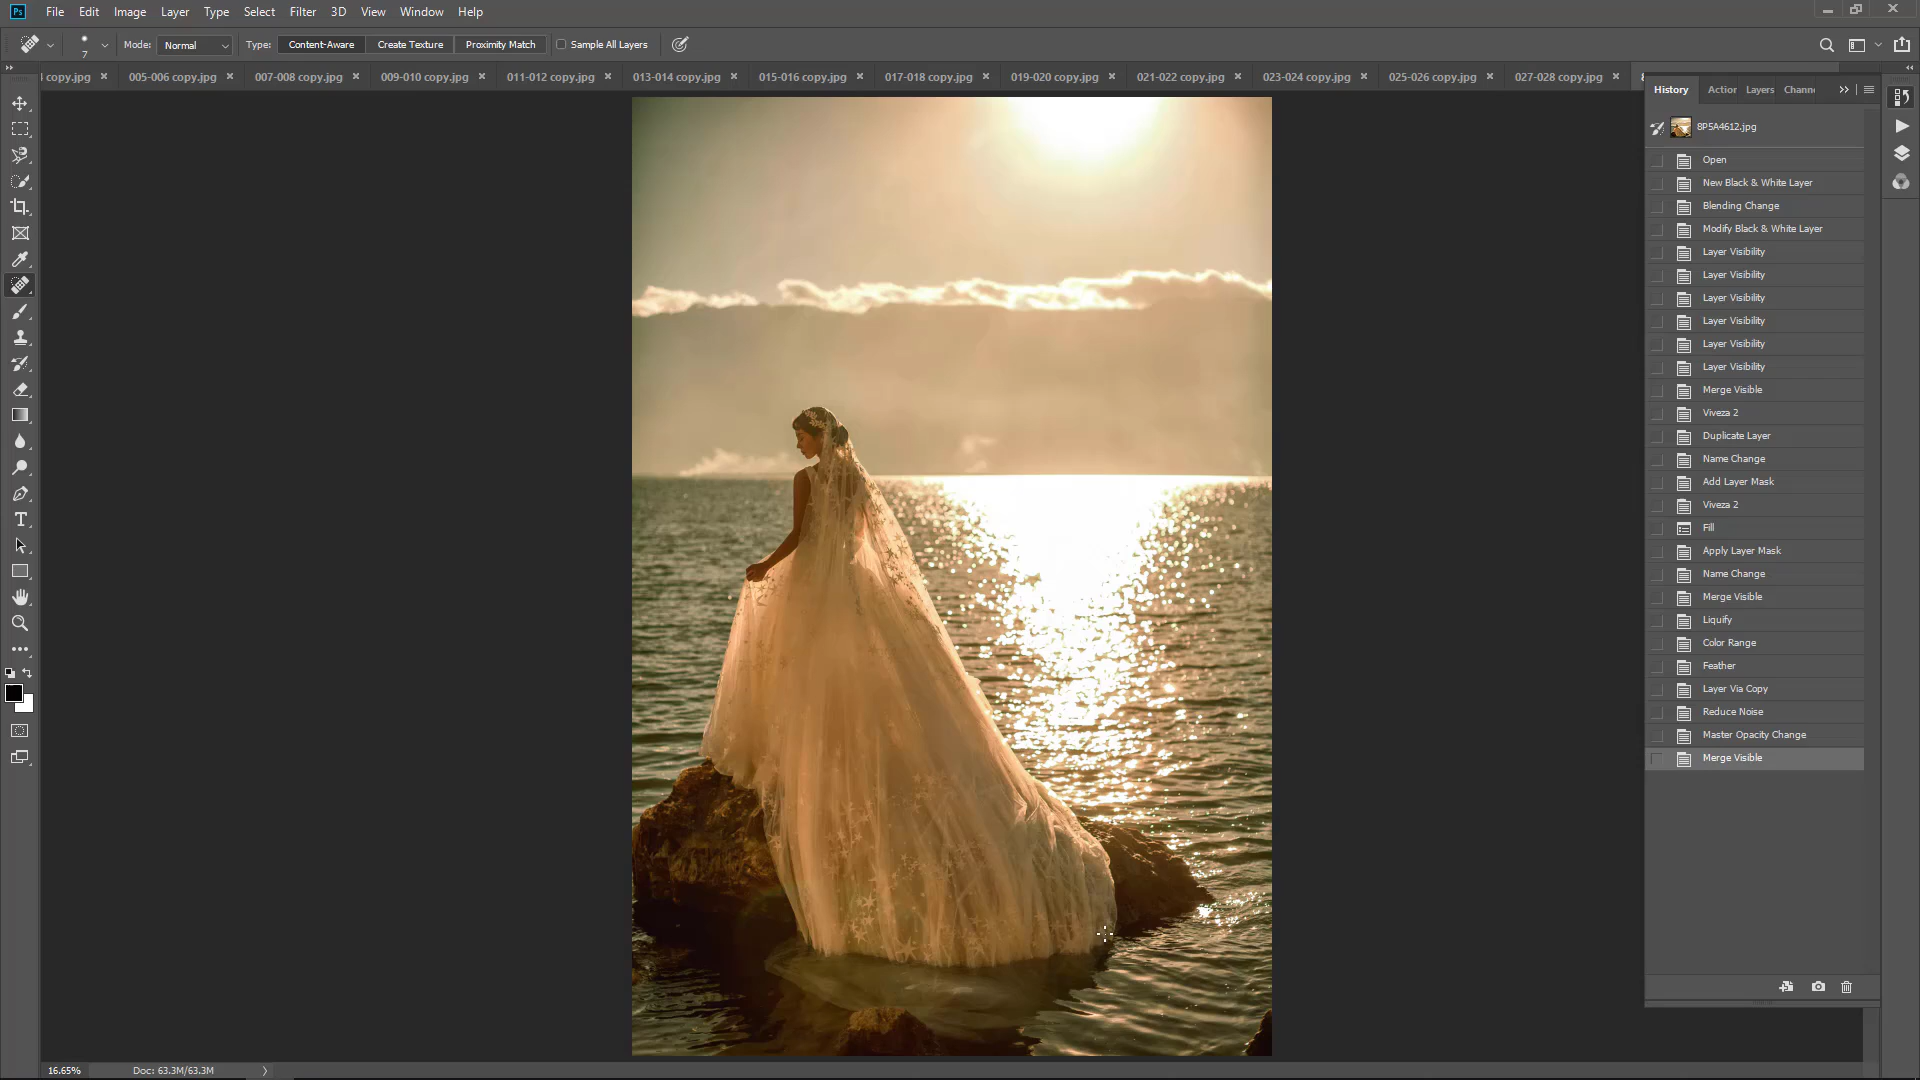 Ps File Edit Image Layer Type Select Filter 3D View Window Help
7 Mode: Normal Type: Content-Aware Create Texture Proximity Match Sample All Layers
copy.jpg 005-006 copy.jpg 007-008 copy.jpg 009-010 copy.jpg 011-012 copy.jpg 013-014 copy.jpg 015-016 copy.jpg 017-018 copy.jpg 019-020 copy.jpg 021-022 copy.jpg 023-024 copy.jpg 025-026 copy.jpg 027-028 copy.jpg
History Action Layers Chann
8P5A4612.jpg
Open
New Black & White Layer
Blending Change
Modify Black & White Layer
Layer Visibility
Layer Visibility
Layer Visibility
Layer Visibility
Layer Visibility
Layer Visibility
Merge Visible
Viveza 2
Duplicate Layer
Name Change
Add Layer Mask
Viveza 2
Fill
Apply Layer Mask
Name Change
Merge Visible
Liquify
Color Range
Feather
Layer Via Copy
Reduce Noise
Master Opacity Change
Merge Visible
16.65% Doc: 63.3M/63.3M